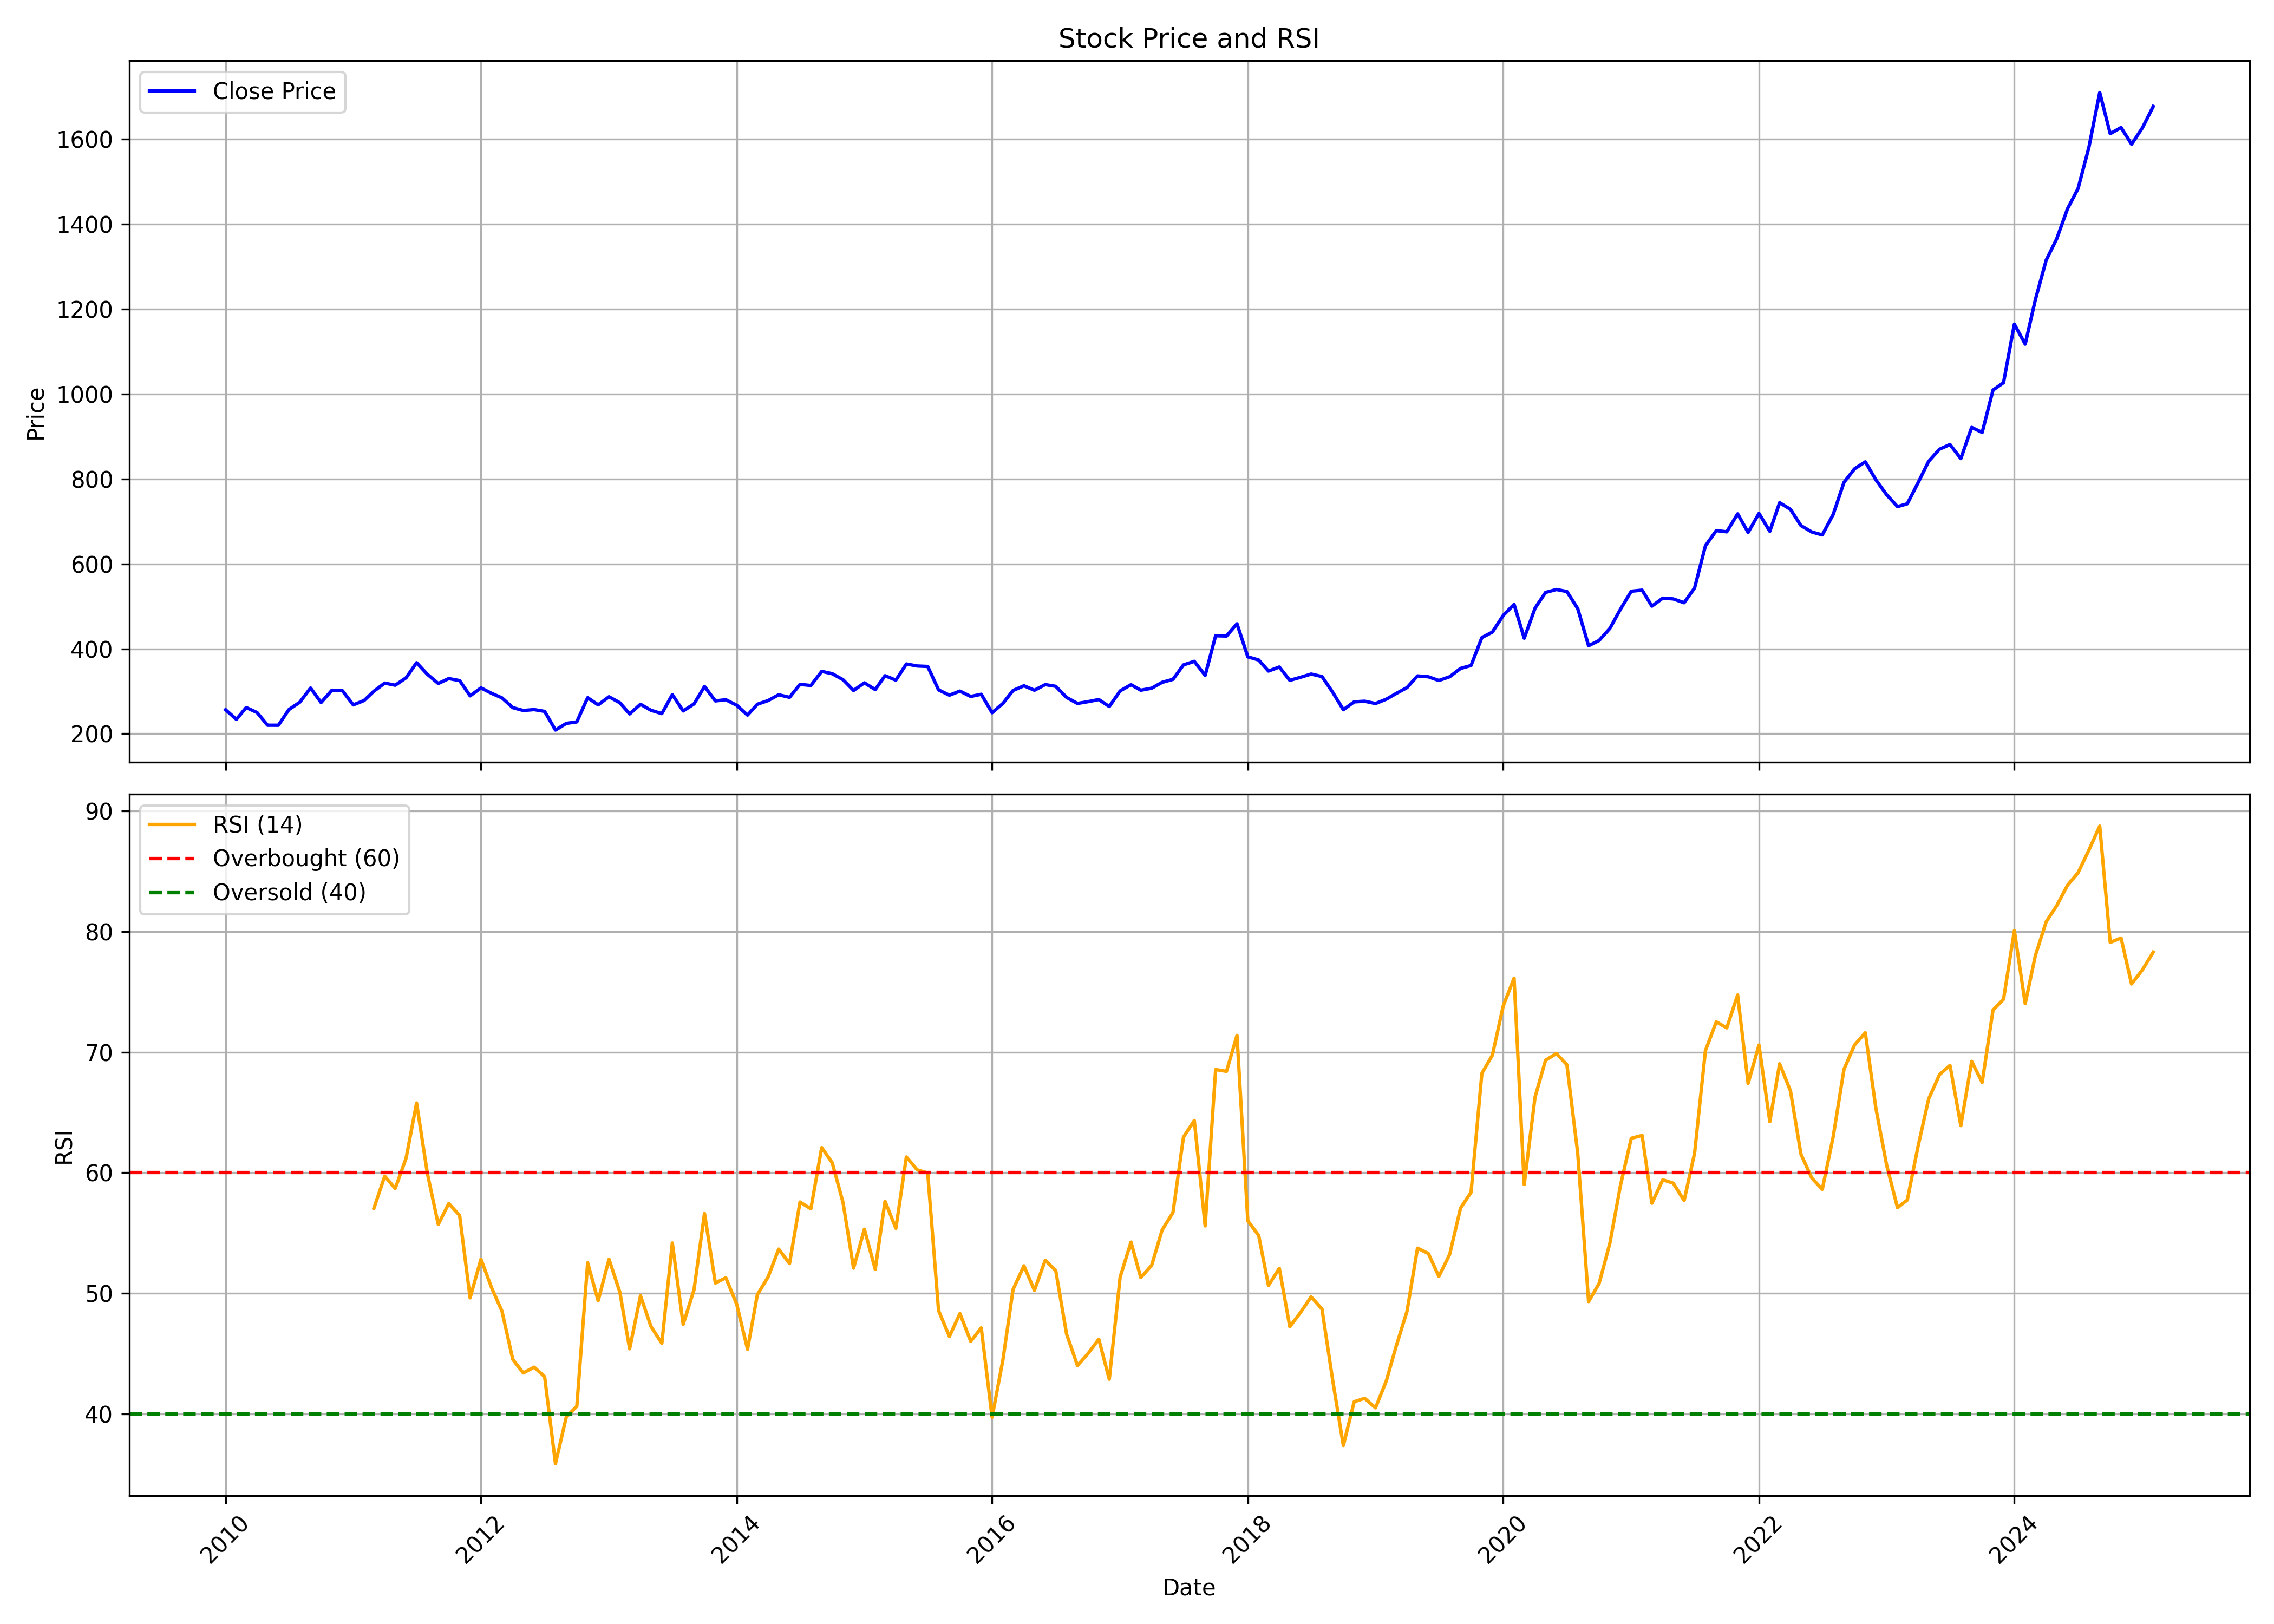 Stock Price and RSI
Close Price
Price
1600
1400
1200
1000
800
600
400
200
RSI (14)
Overbought (60)
Oversold (40)
RSI
90
80
70
60
50
40
2010
2012
2014
2016
2018
2020
2022
2024
Date